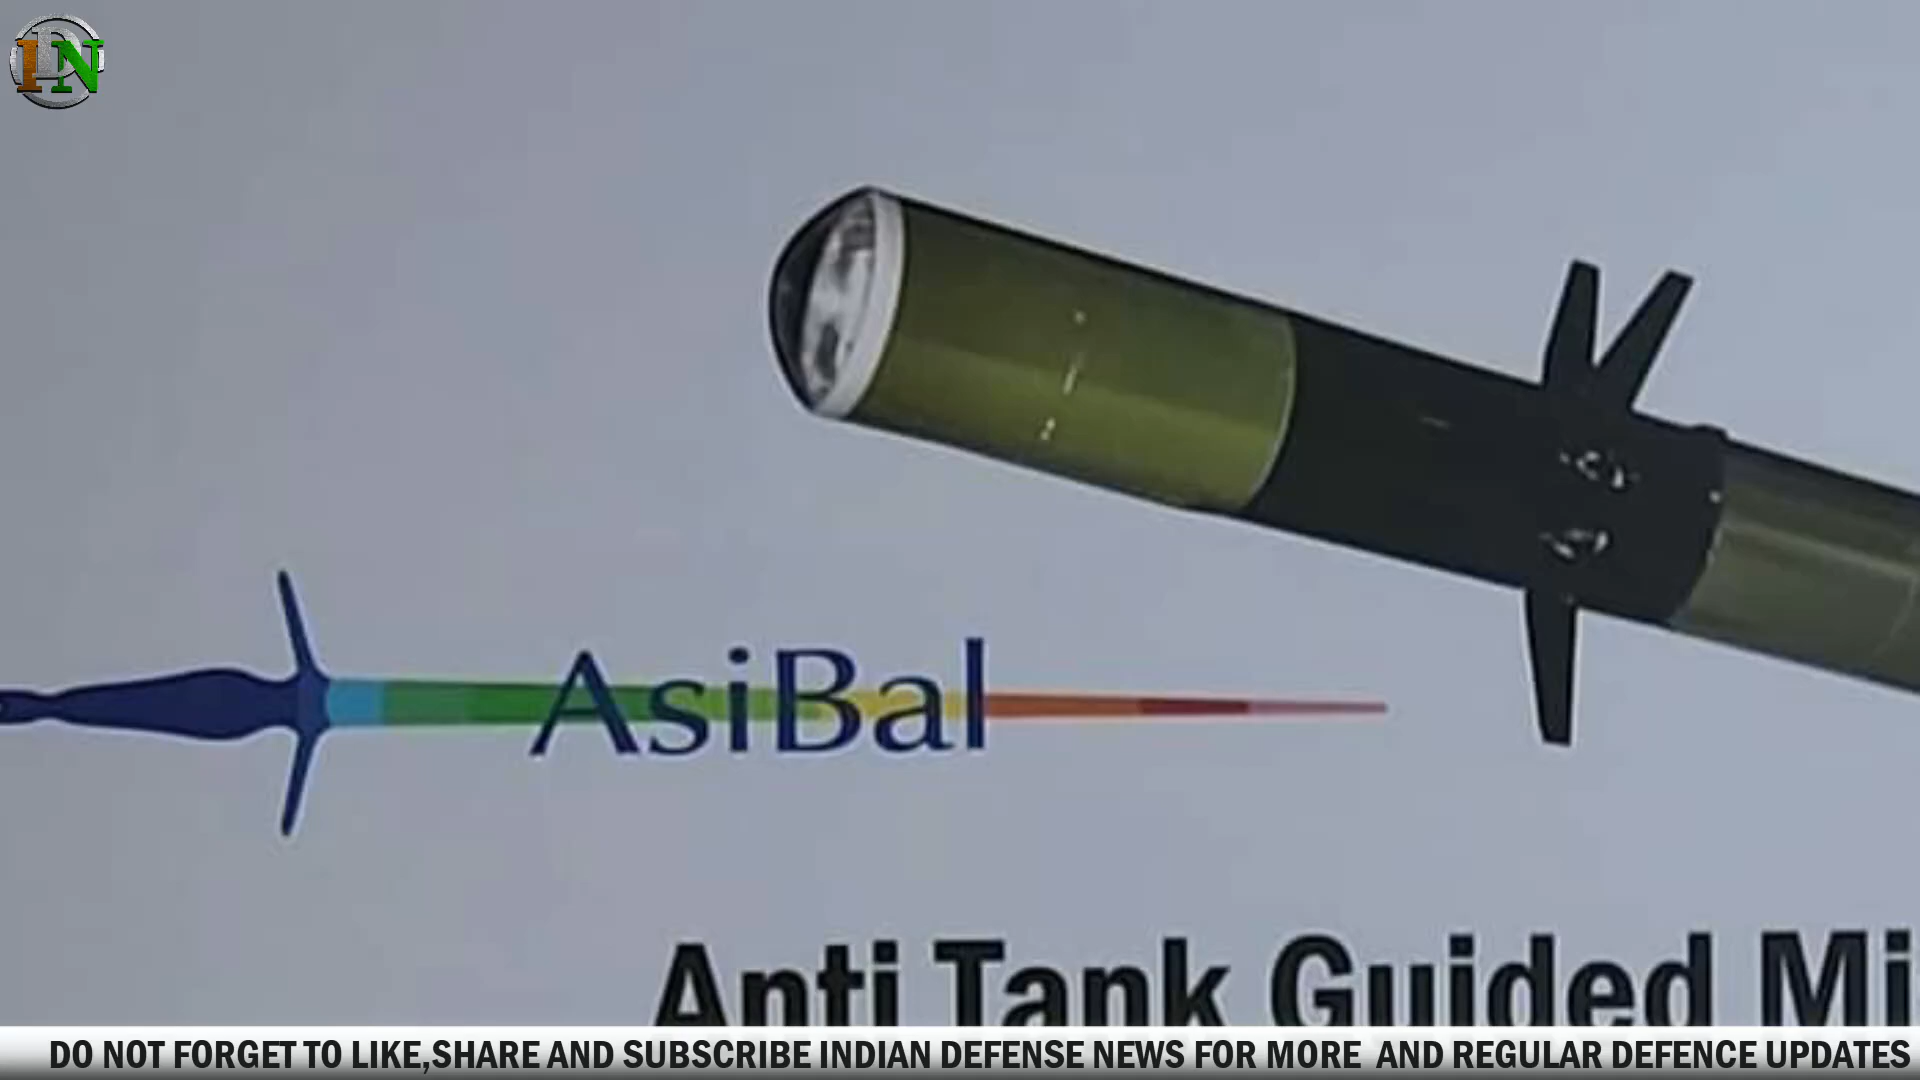 IDN
AsiBal
Anti Tank Guided Mi
DO NOT FORGET TO LIKE,SHARE AND SUBSCRIBE INDIAN DEFENSE NEWS FOR MORE AND REGULAR DEFENCE UPDATES